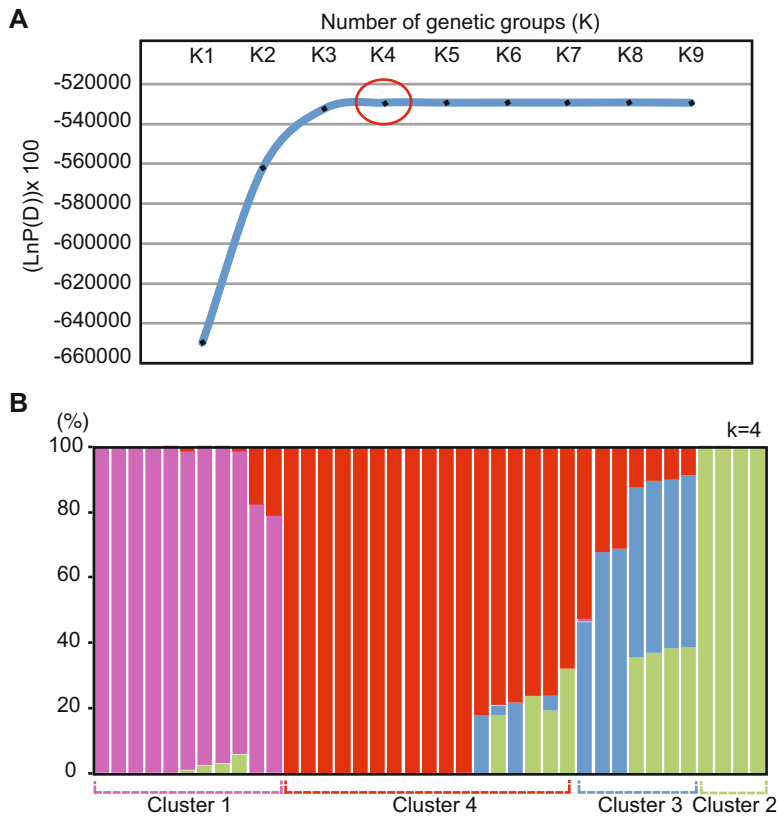 A
Number of genetic groups (K)
K1 K2 K3 K4 K5 K6 K7 K8 K9
(LnP(D))x 100
-520000
-540000
-560000
-580000
-600000
-620000
-640000
-660000
B
(%)
k=4
100
80
60
40
20
0
Cluster 1 Cluster 4 Cluster 3 Cluster 2